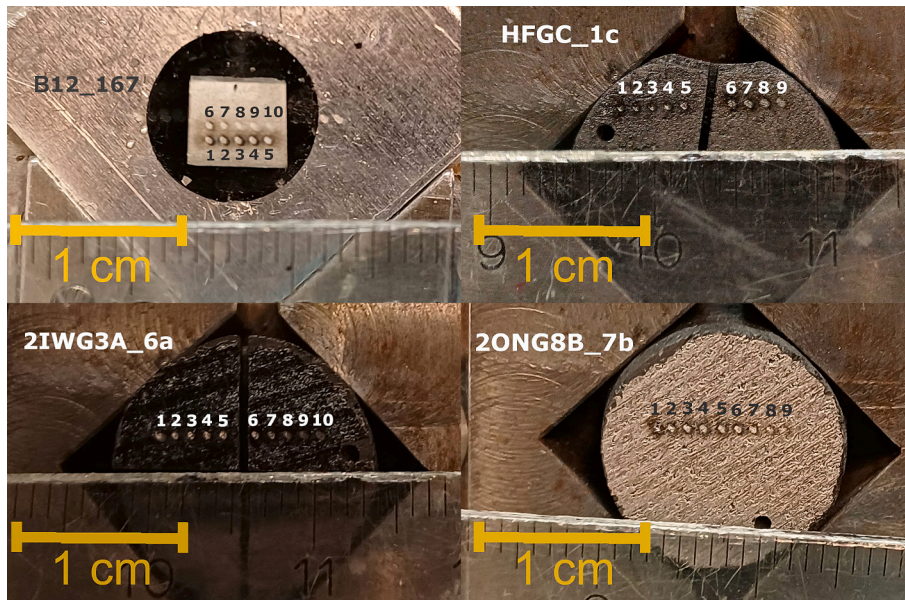 B12_167
6 7 8 9 10
1 2 3 4 5
1 cm
HFGC_1c
1 2 3 4 5 6 7 8 9
9 10 11
1 cm
2IWG3A_6a
1 2 3 4 5 6 7 8 9 10
10 11
1 cm
2ONG8B_7b
1 2 3 4 5 6 7 8 9
1 cm